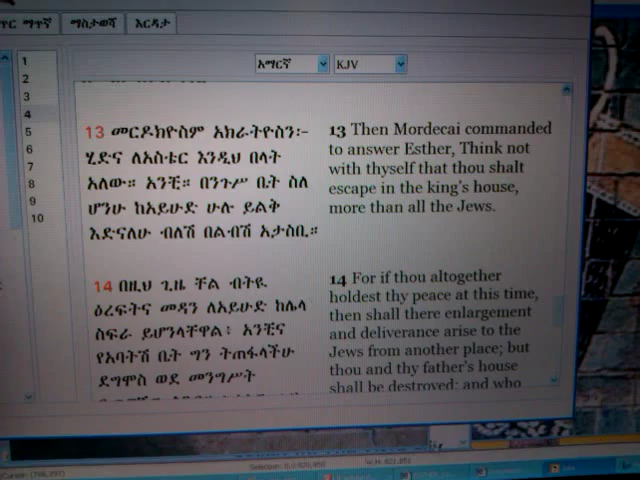 ማስታወሻ
እርዳታ
አማርኛ
KJV
1
2
3
4
5
6
7
8
9
10
13 መርዶክዮስም አክራትዮስን፡-
ሂድና ለአስቴር እንዲህ በላት
አለው። አንቺ። በንጉሥ ቤት ስለ
ሆንሁ ከአይሁድ ሁሉ ይልቅ
እድናለሁ ብለሽ በልብሽ አታስቢ።
13 Then Mordecai commanded
to answer Esther, Think not
with thyself that thou shalt
escape in the king's house,
more than all the Jews.
14 በዚህ ጊዜ ቸል ብትዪ
ዕረፍትና መዳን ለአይሁድ ከሌላ
ስፍራ ይሆንላቸዋል፤ አንቺና
የአባትሽ ቤት ግን ትጠፋላችሁ
ደግሞስ ወደ መንግሥት
14 For if thou altogether
holdest thy peace at this time,
then shall there enlargement
and deliverance arise to the
Jews from another place; but
thou and thy father's house
shall be destroyed: and who